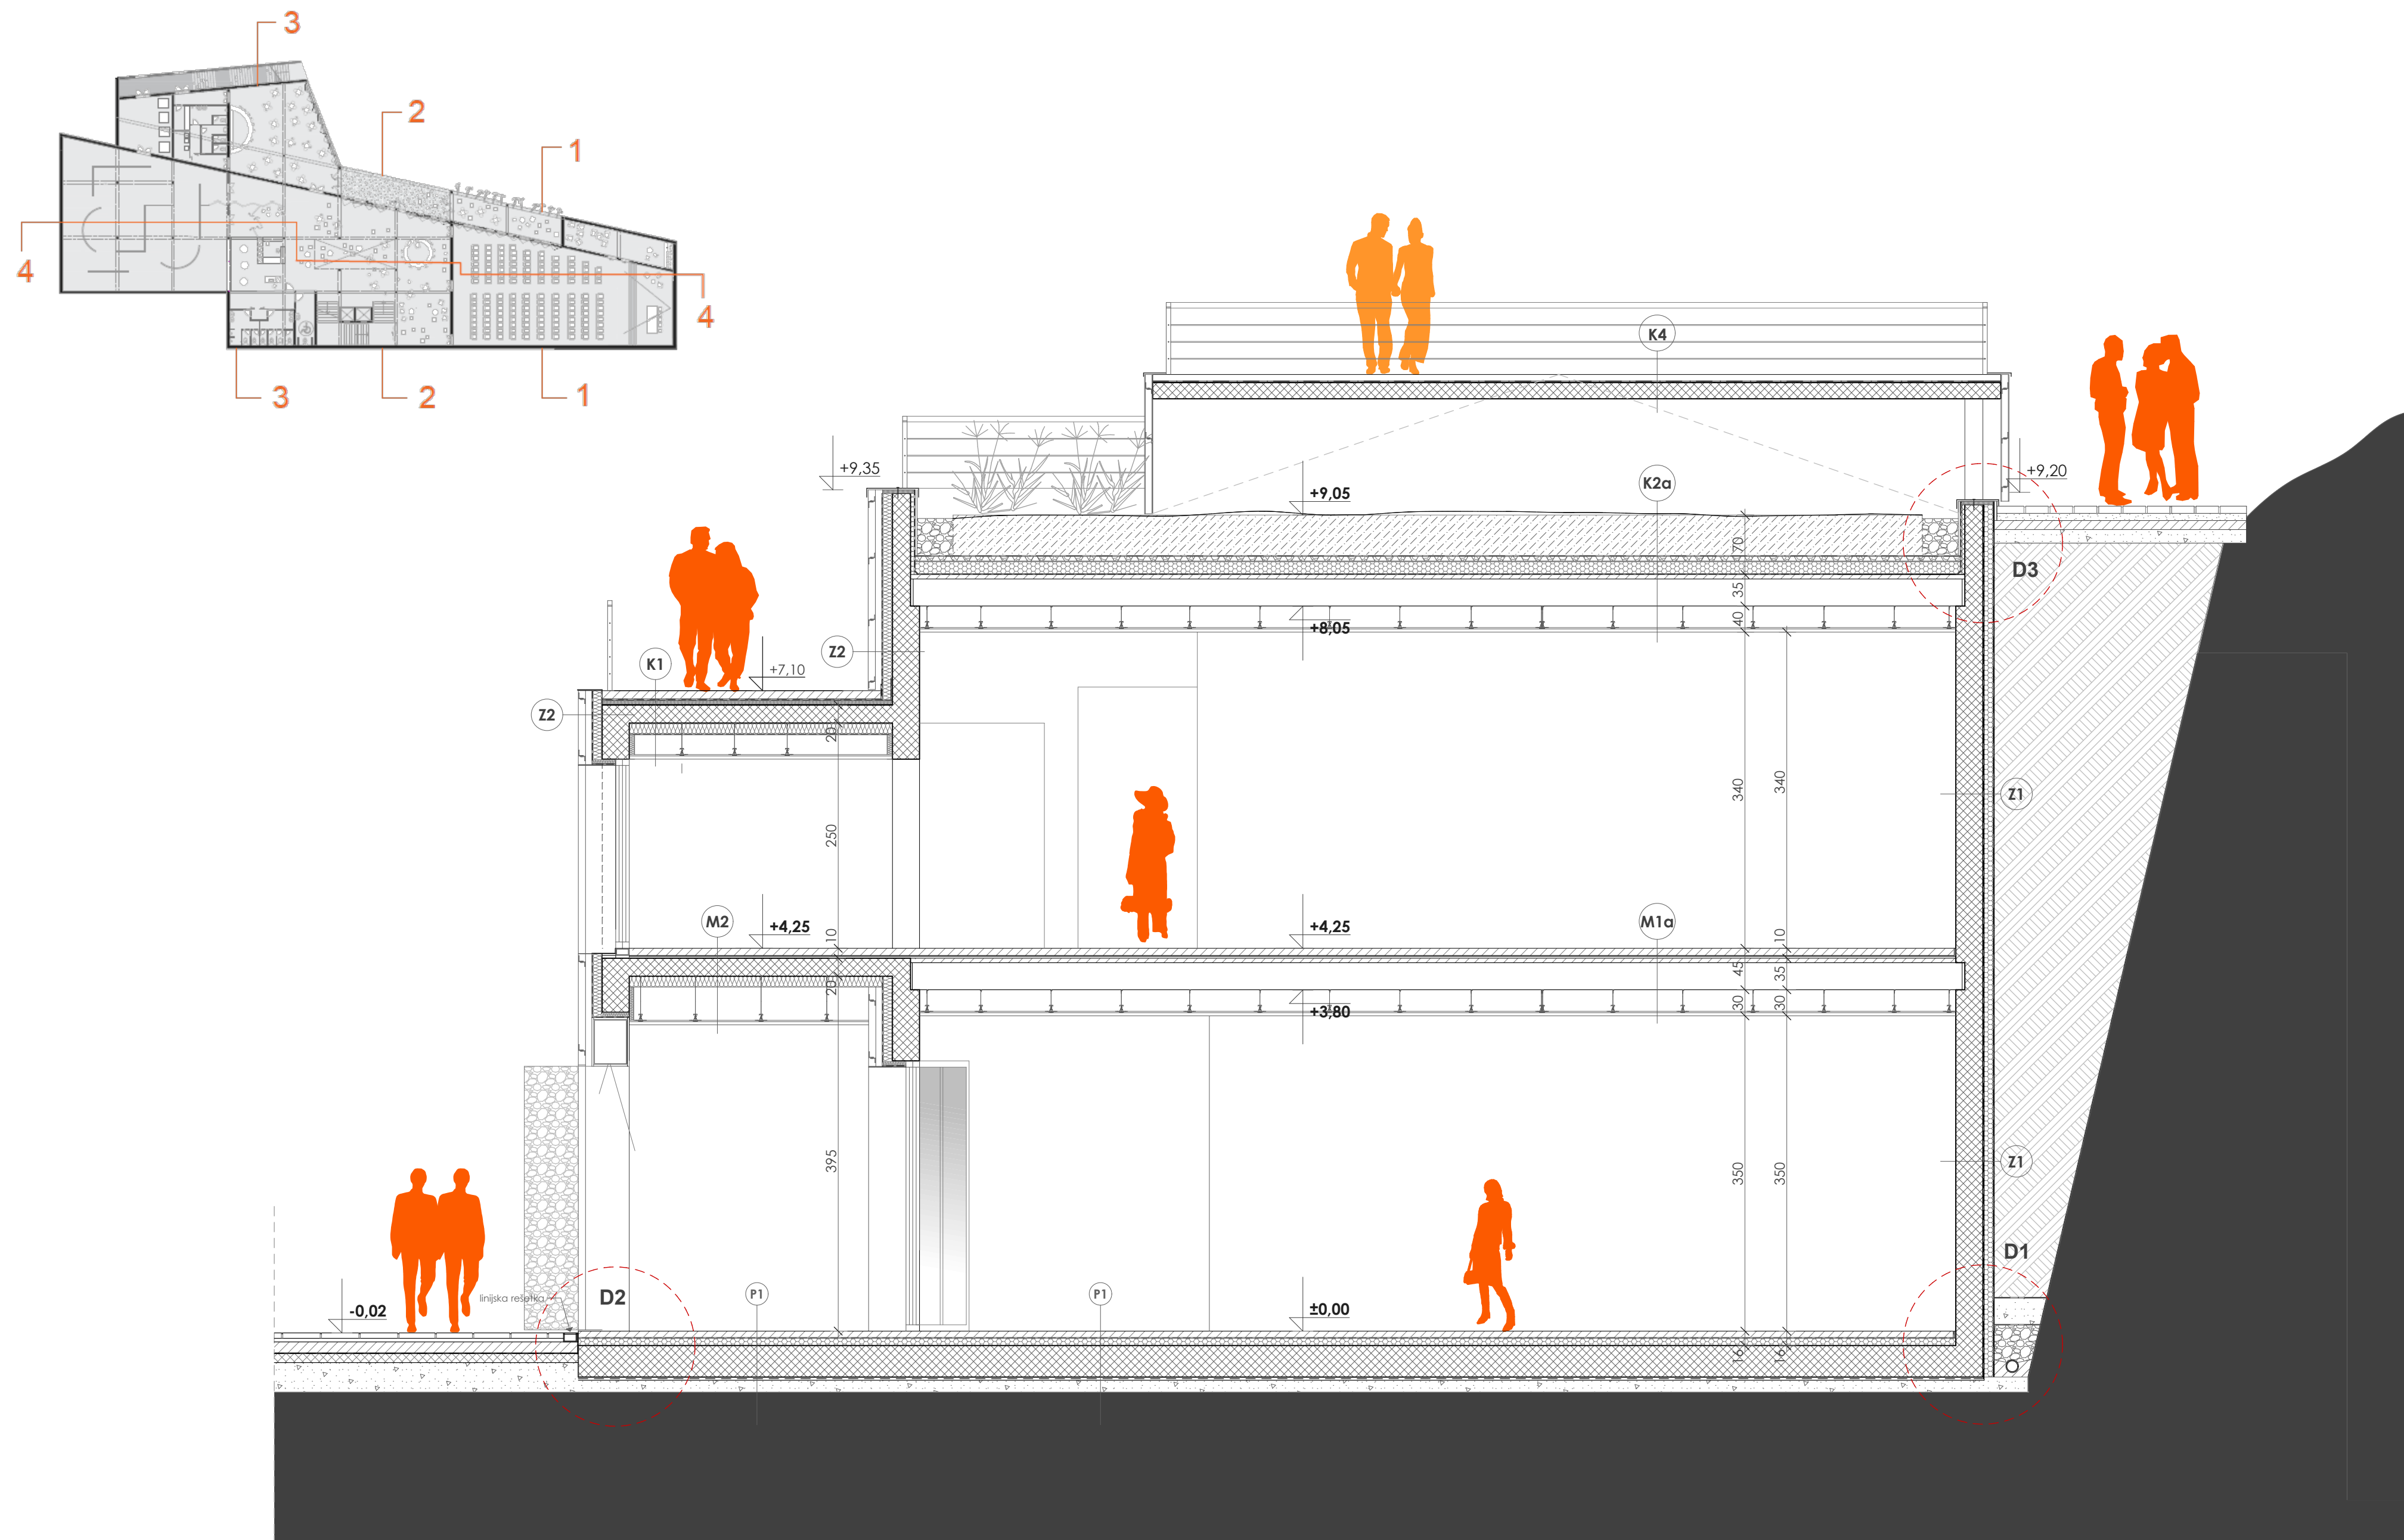 3
2
1
4
4
3
2
1
K4
+9,35
+9,20
+9,05
K2a
70
D3
35
40
+8,05
Z2
K1
+7,10
Z2
20
340
340
Z1
250
M2
+4,25
+4,25
M1a
10
10
45
35
20
30
30
+3,80
395
350
350
Z1
D1
linijska rešetka
D2
P1
P1
-0,02
±0,00
16
16